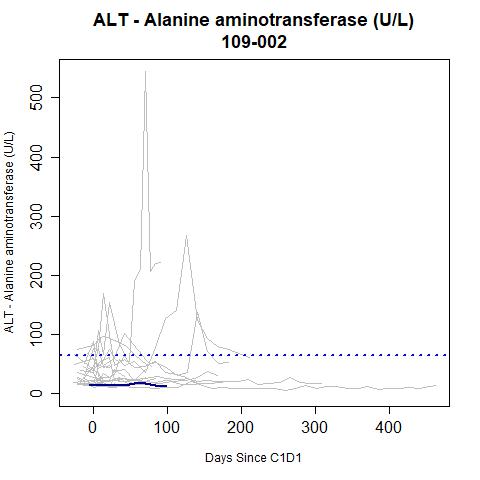 ALT - Alanine aminotransferase (U/L)
109-002
ALT - Alanine aminotransferase (U/L)
500
400
300
200
100
0
0 100 200 300 400
Days Since C1D1